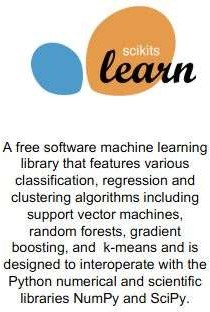 scikits
learn
A free software machine learning
library that features various
classification, regression and
clustering algorithms including
support vector machines,
random forests, gradient
boosting, and k-means and is
designed to interoperate with the
Python numerical and scientific
libraries NumPy and SciPy.